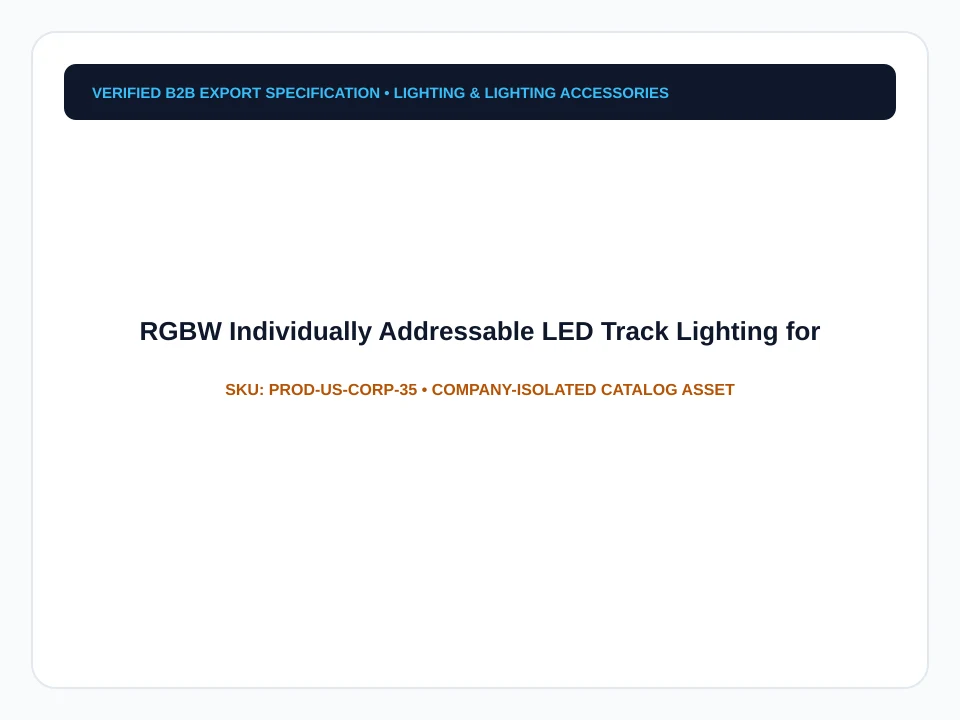 VERIFIED B2B EXPORT SPECIFICATION • LIGHTING & LIGHTING ACCESSORIES
RGBW Individually Addressable LED Track Lighting for
SKU: PROD-US-CORP-35 • COMPANY-ISOLATED CATALOG ASSET